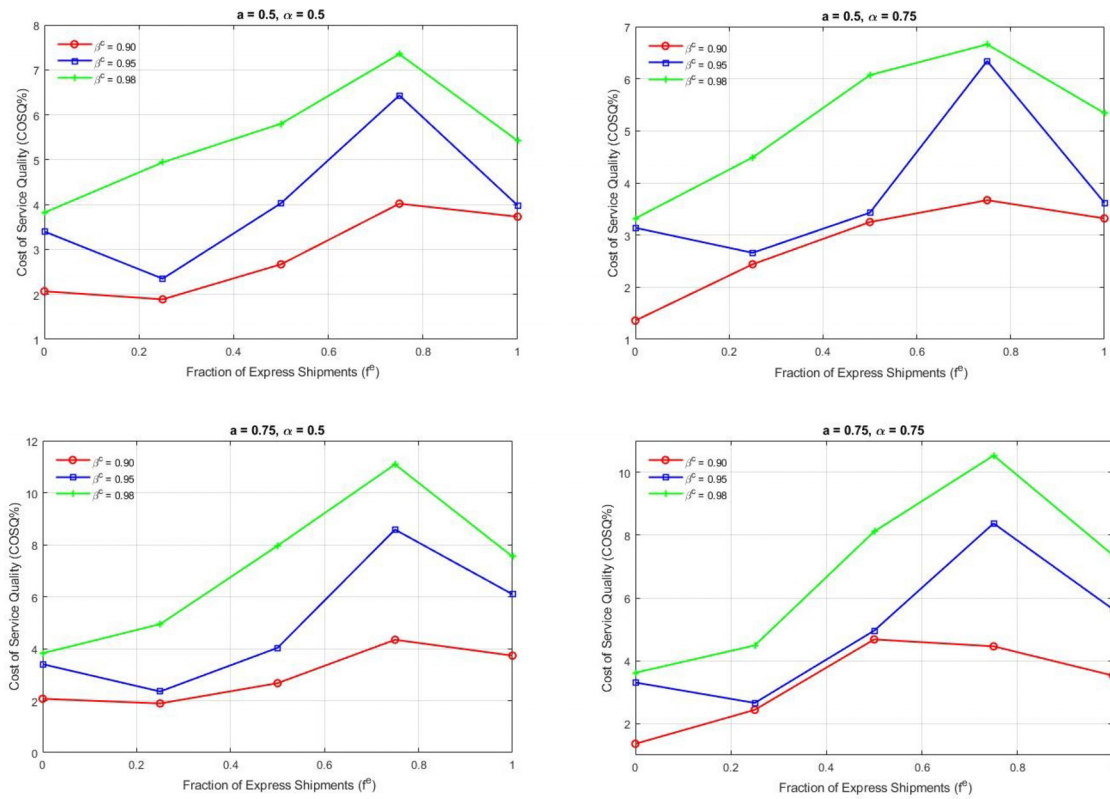 a = 0.5, α = 0.5
8
7
6
5
4
3
2
1
Cost of Service Quality (COSQ%)
β^c = 0.90
β^c = 0.95
β^c = 0.98
0
0.2
0.4
0.6
0.8
1
Fraction of Express Shipments (f^e)
a = 0.5, α = 0.75
7
6
5
4
3
2
1
Cost of Service Quality (COSQ%)
β^c = 0.90
β^c = 0.95
β^c = 0.98
0
0.2
0.4
0.6
0.8
1
Fraction of Express Shipments (f^e)
a = 0.75, α = 0.5
12
10
8
6
4
2
0
Cost of Service Quality (COSQ%)
β^c = 0.90
β^c = 0.95
β^c = 0.98
0
0.2
0.4
0.6
0.8
1
Fraction of Express Shipments (f^e)
a = 0.75, α = 0.75
10
8
6
4
2
Cost of Service Quality (COSQ%)
β^c = 0.90
β^c = 0.95
β^c = 0.98
0
0.2
0.4
0.6
0.8
Fraction of Express Shipments (f^e)